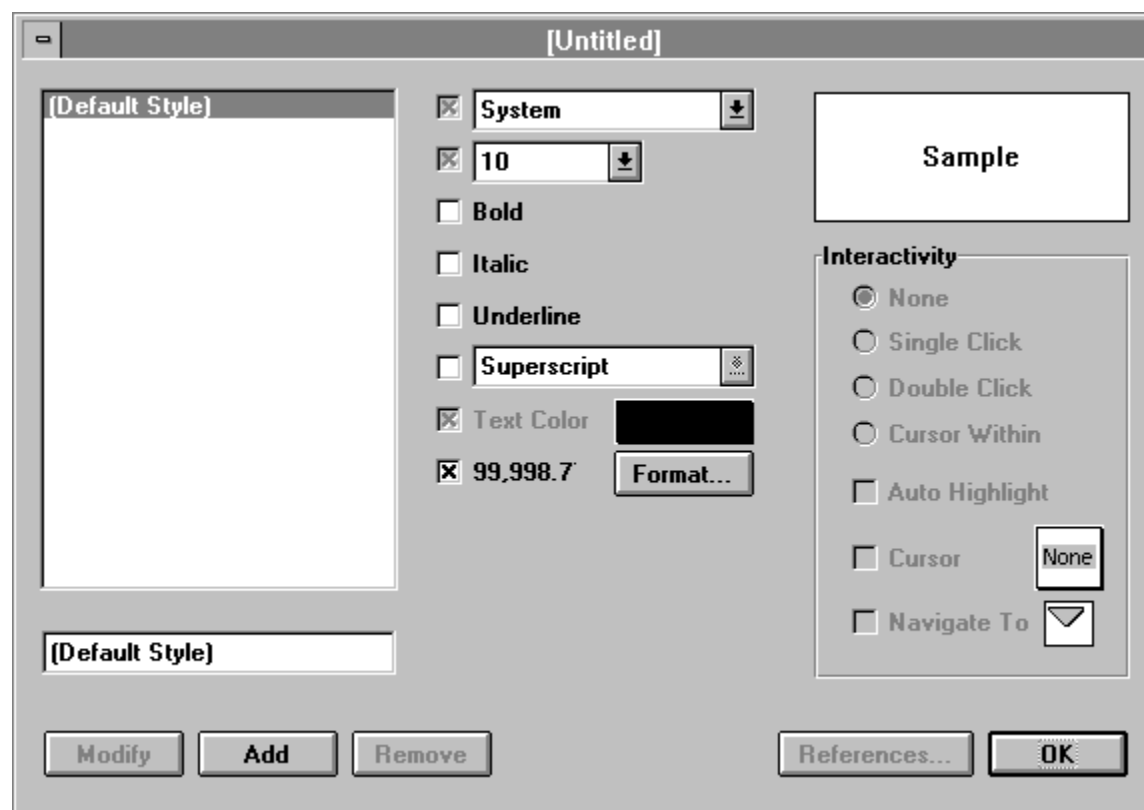 [Untitled]
(Default Style)
System
10
Bold
Italic
Underline
Superscript
Text Color
99,998.7
Format...
Sample
Interactivity
None
Single Click
Double Click
Cursor Within
Auto Highlight
Cursor
None
Navigate To
(Default Style)
Modify
Add
Remove
References...
OK